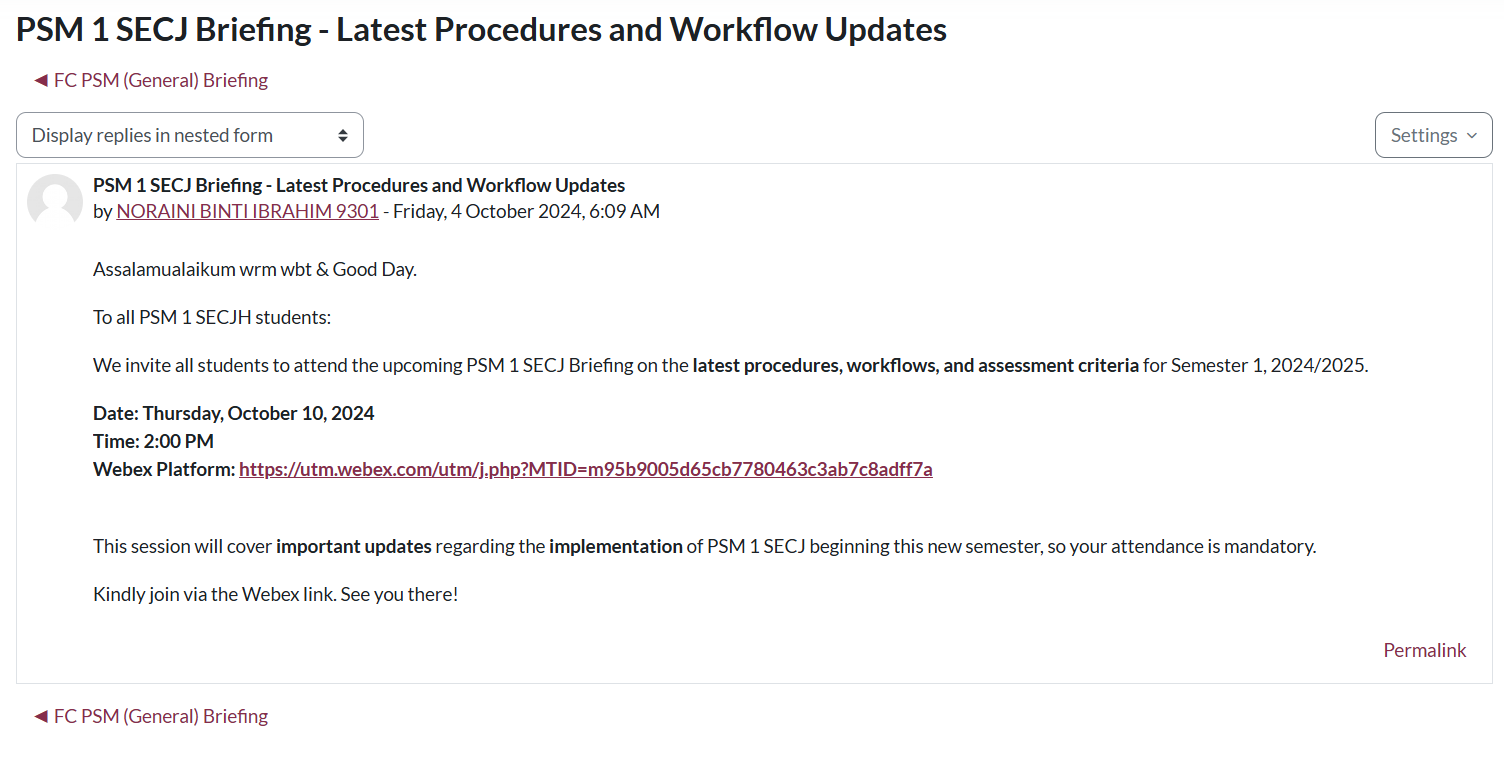 PSM 1 SECJ Briefing - Latest Procedures and Workflow Updates
◀ FC PSM (General) Briefing
Display replies in nested form
Settings
PSM 1 SECJ Briefing - Latest Procedures and Workflow Updates
by NORAINI BINTI IBRAHIM 9301 - Friday, 4 October 2024, 6:09 AM
Assalamualaikum wrm wbt & Good Day.
To all PSM 1 SECJH students:
We invite all students to attend the upcoming PSM 1 SECJ Briefing on the latest procedures, workflows, and assessment criteria for Semester 1, 2024/2025.
Date: Thursday, October 10, 2024
Time: 2:00 PM
Webex Platform: https://utm.webex.com/utm/j.php?MTID=m95b9005d65cb7780463c3ab7c8adff7a
This session will cover important updates regarding the implementation of PSM 1 SECJ beginning this new semester, so your attendance is mandatory.
Kindly join via the Webex link. See you there!
Permalink
◀ FC PSM (General) Briefing